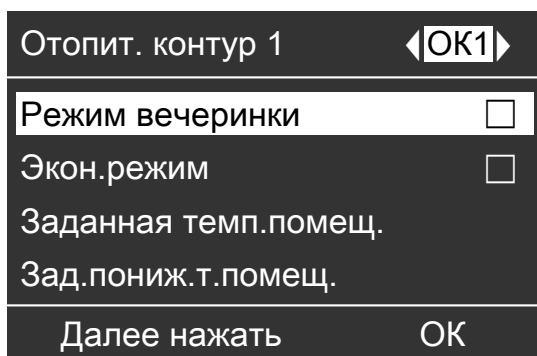 Отопит. контур 1 ОК1
Режим вечеринки
Экон.режим
Заданная темп.помещ.
Зад.пониж.т.помещ.
Далее нажать ОК